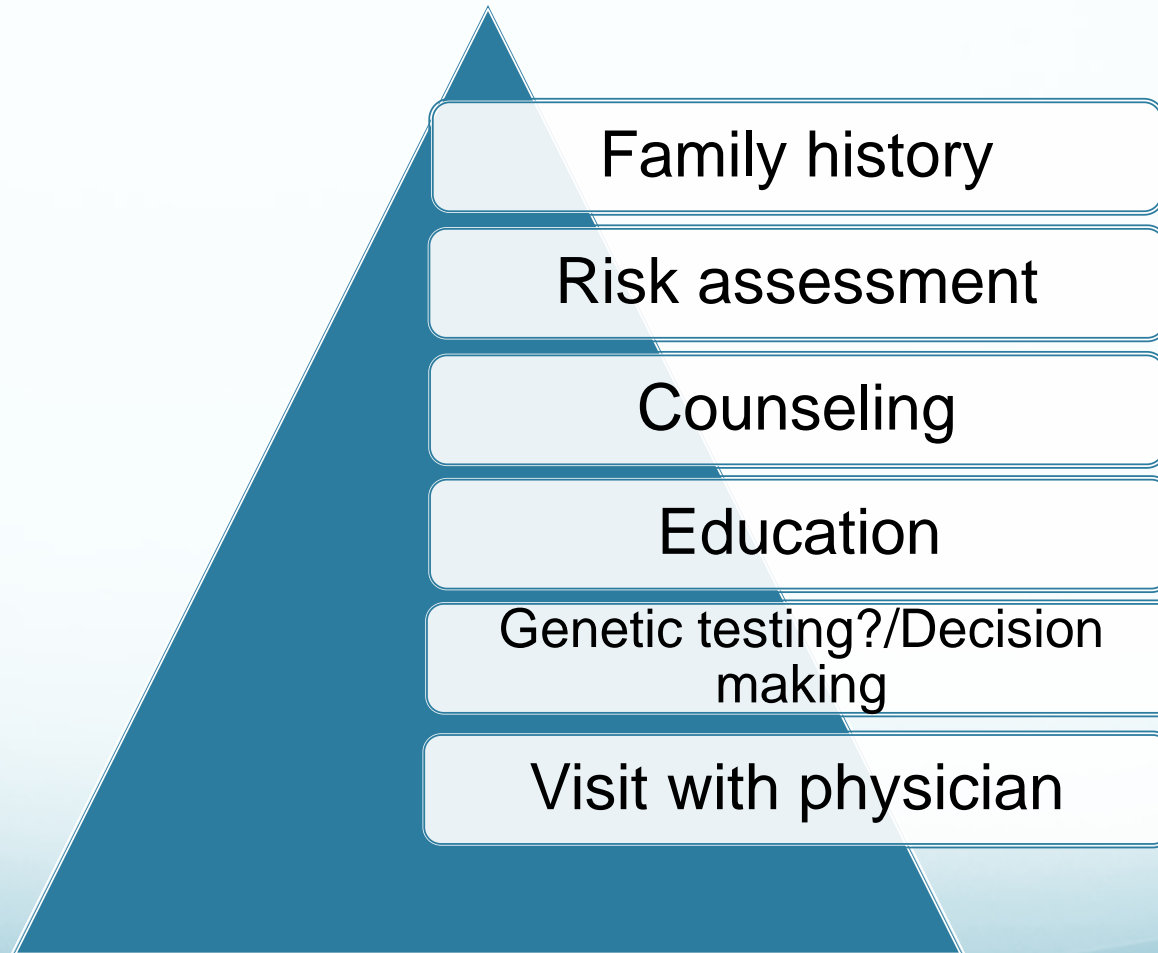 Family history
Risk assessment
Counseling
Education
Genetic testing?/Decision
making
Visit with physician